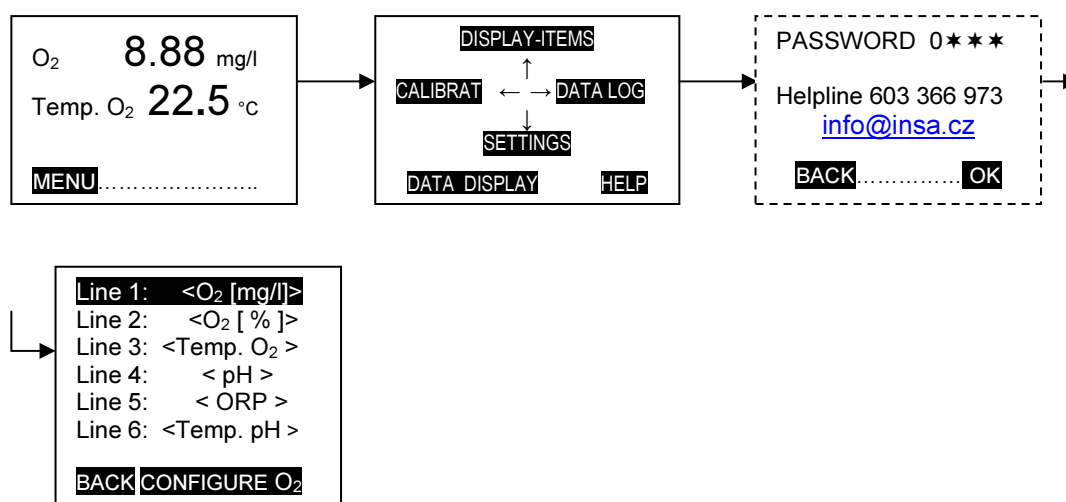 O₂ 8.88 mg/l
Temp. O₂ 22.5 °C
MENU…………………..
DISPLAY-ITEMS
↑
CALIBRAT ← → DATA LOG
↓
SETTINGS
DATA DISPLAY HELP
PASSWORD 0✶✶✶
Helpline 603 366 973
info@insa.cz
BACK…………… OK
Line 1: <O₂ [mg/l]>
Line 2: <O₂ [ % ]>
Line 3: <Temp. O₂ >
Line 4: < pH >
Line 5: < ORP >
Line 6: <Temp. pH >
BACK CONFIGURE O₂